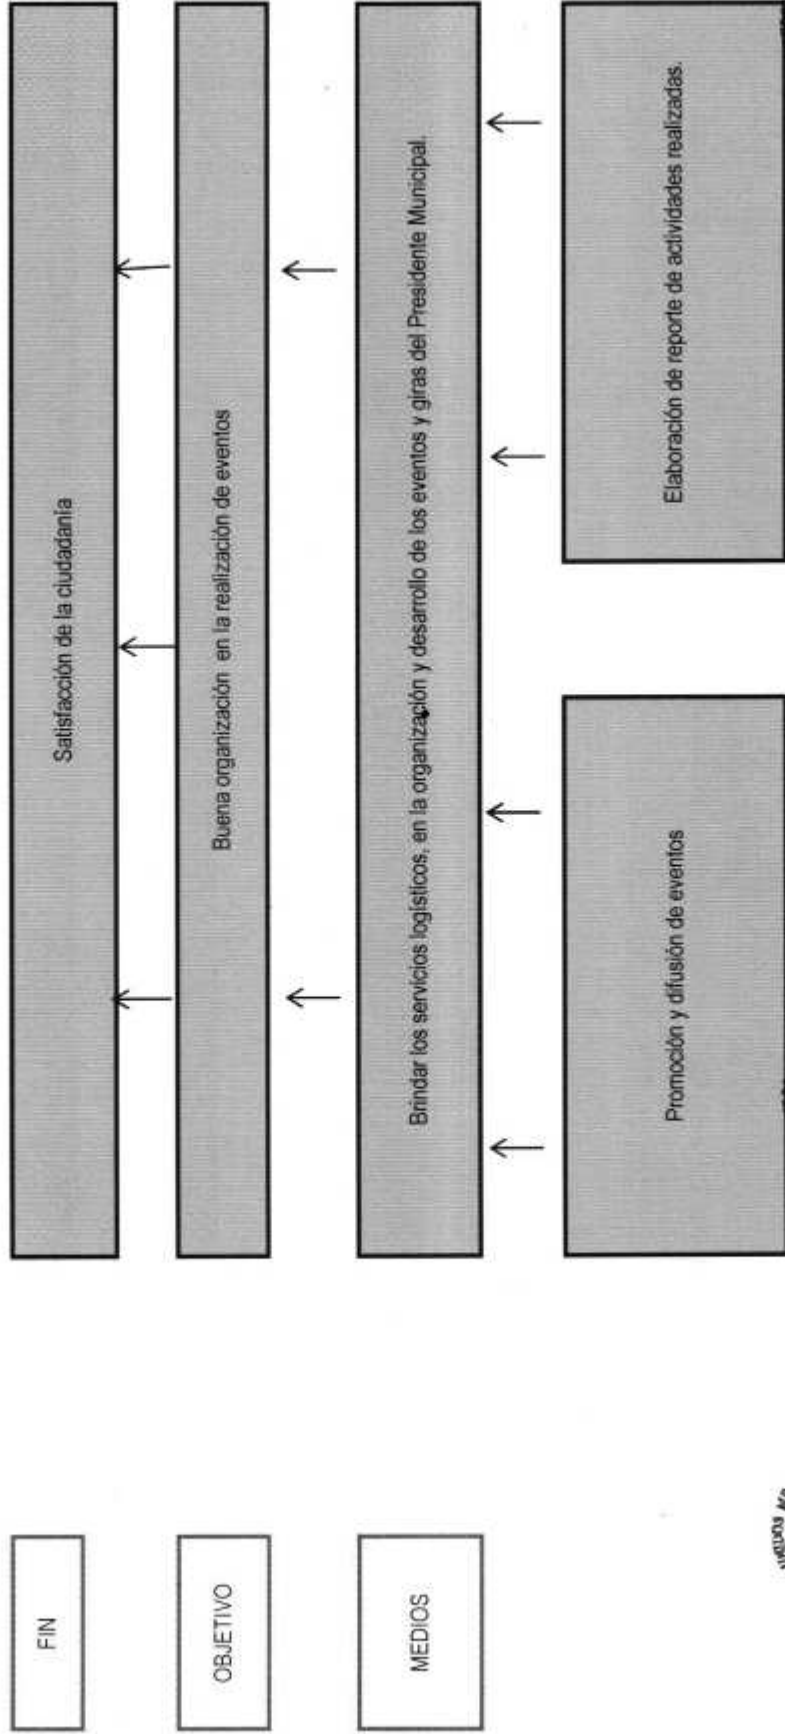 FIN
Satisfacción de la ciudadanía
OBJETIVO
Buena organización en la realización de eventos
MEDIOS
Brindar los servicios logísticos, en la organización y desarrollo de los eventos y giras del Presidente Municipal.
Promoción y difusión de eventos
Elaboración de reporte de actividades realizadas.